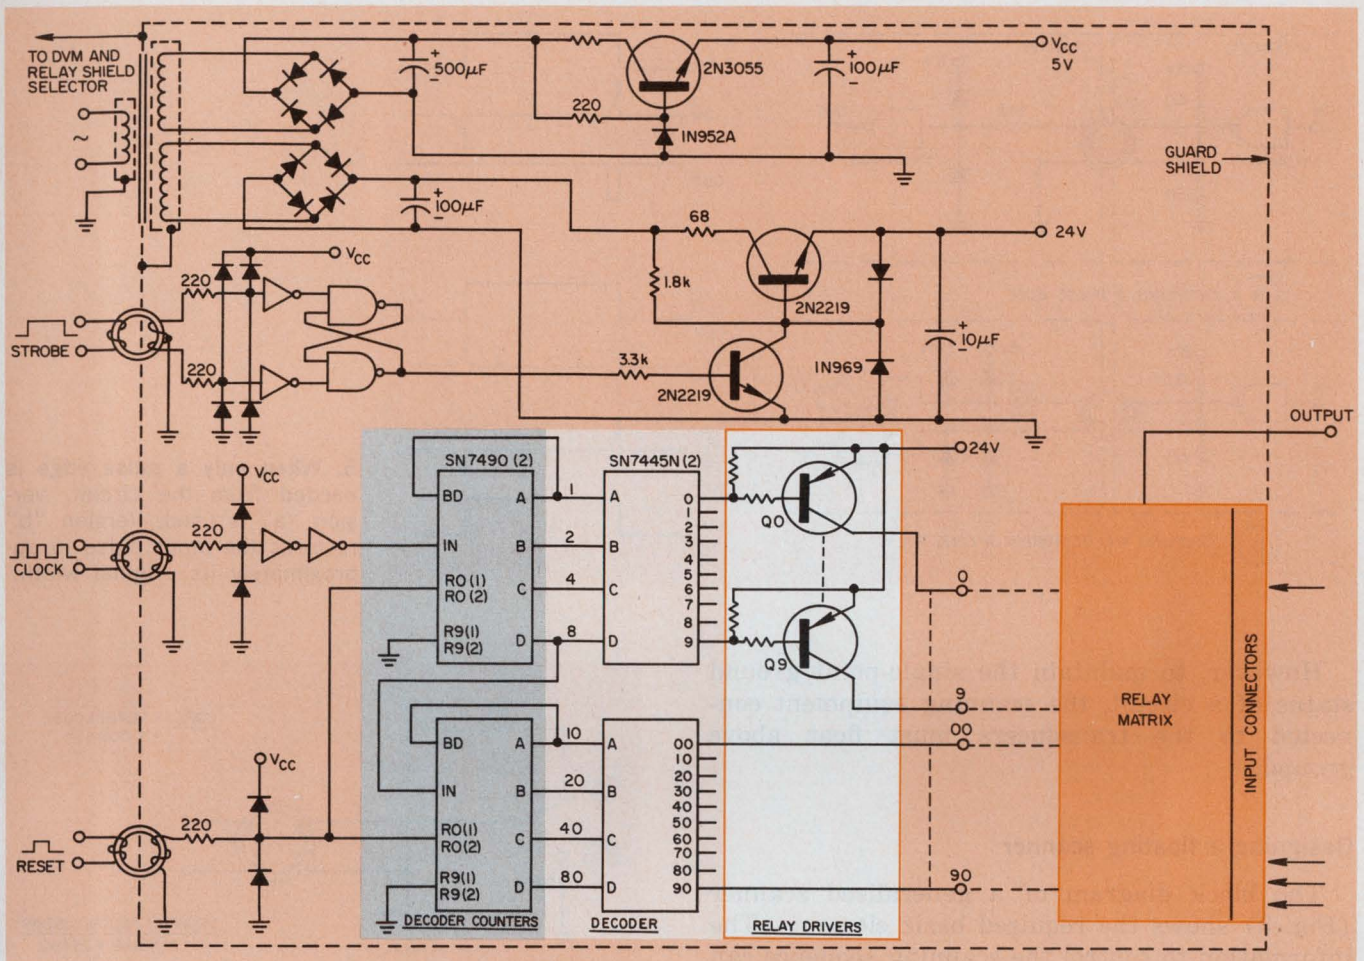 TO DVM AND
RELAY SHIELD
SELECTOR
~
+
500µF
−
220
2N3055
1N952A
+
100µF
−
VCC
5V
GUARD
SHIELD
+
100µF
−
68
1.8k
2N2219
24V
VCC
220
STROBE
220
3.3k
2N2219
1N969
+
10µF
−
OUTPUT
SN7490(2)
SN7445N(2)
24V
BD
A
1
A
0
1
2
3
4
5
6
7
8
9
Q0
VCC
220
CLOCK
IN
B
2
B
RO(1)
RO(2)
C
4
C
R9(1)
R9(2)
D
8
D
Q9
0
9
00
90
RELAY
MATRIX
INPUT CONNECTORS
BD
A
10
A
00
10
20
30
40
50
60
70
80
90
IN
B
20
B
VCC
220
RESET
RO(1)
RO(2)
C
40
C
R9(1)
R9(2)
D
80
D
DECODER COUNTERS
DECODER
RELAY DRIVERS